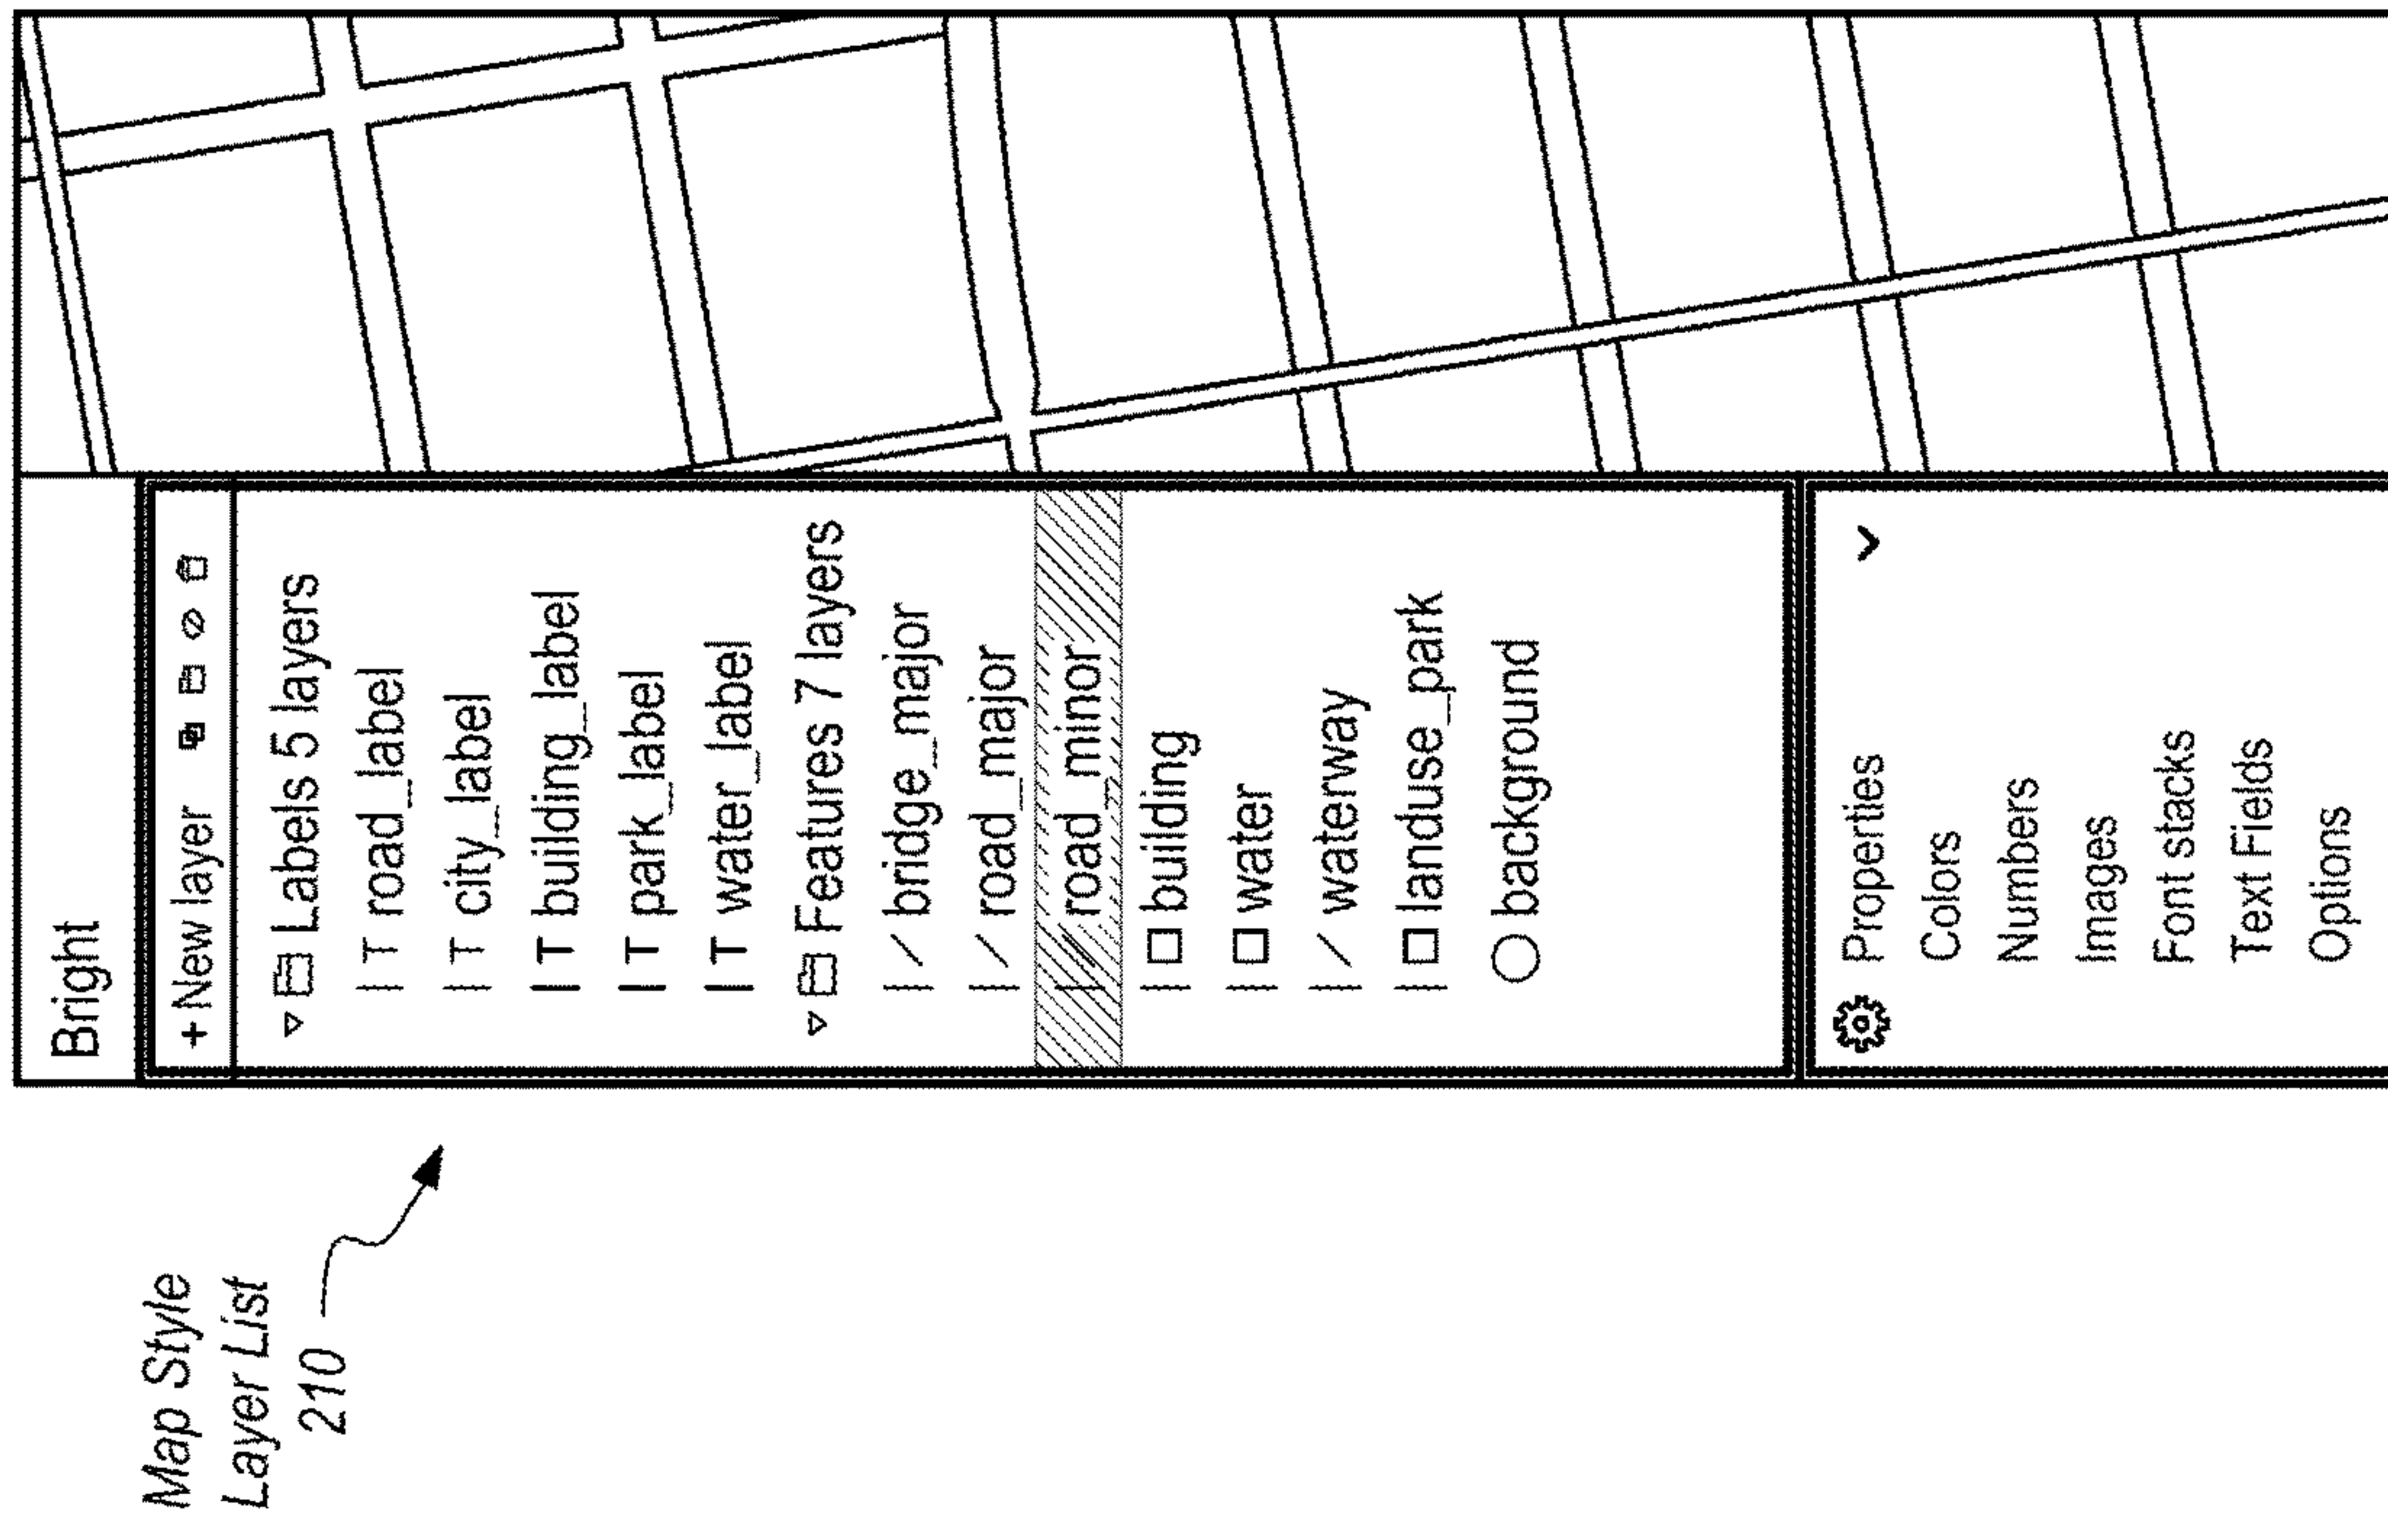 Map Style
Layer List
210
Bright
+ New layer
Labels 5 layers
T road_label
T city_label
T building_label
T park_label
T water_label
Features 7 layers
bridge_major
road_major
road_minor
building
water
waterway
landuse_park
background
Properties
Colors
Numbers
Images
Font stacks
Text Fields
Options